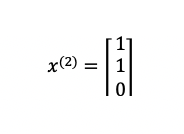 x⁽²⁾ = [1
1
0]